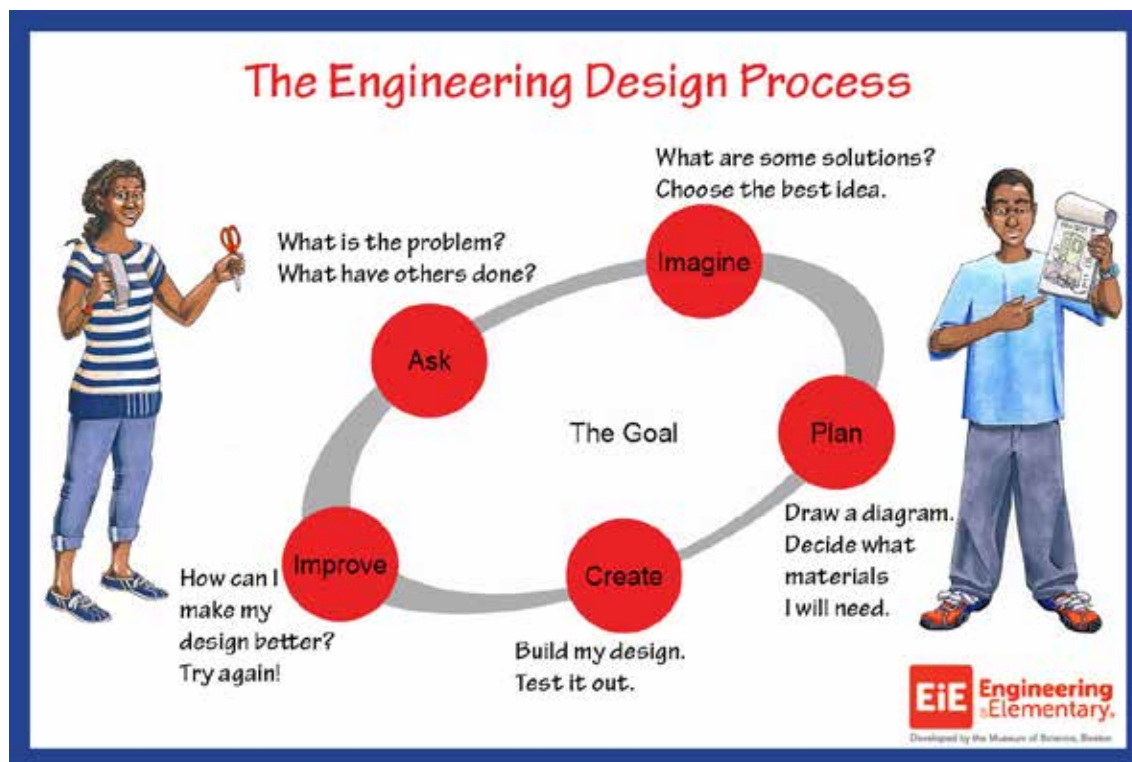 The Engineering Design Process
What are some solutions?
Choose the best idea.
What is the problem?
What have others done?
Imagine
Ask
The Goal
Plan
Draw a diagram.
Decide what
materials
I will need.
Improve
Create
How can I
make my
design better?
Try again!
Build my design.
Test it out.
EiE
Engineering
is Elementary®
Developed by the Museum of Science, Boston